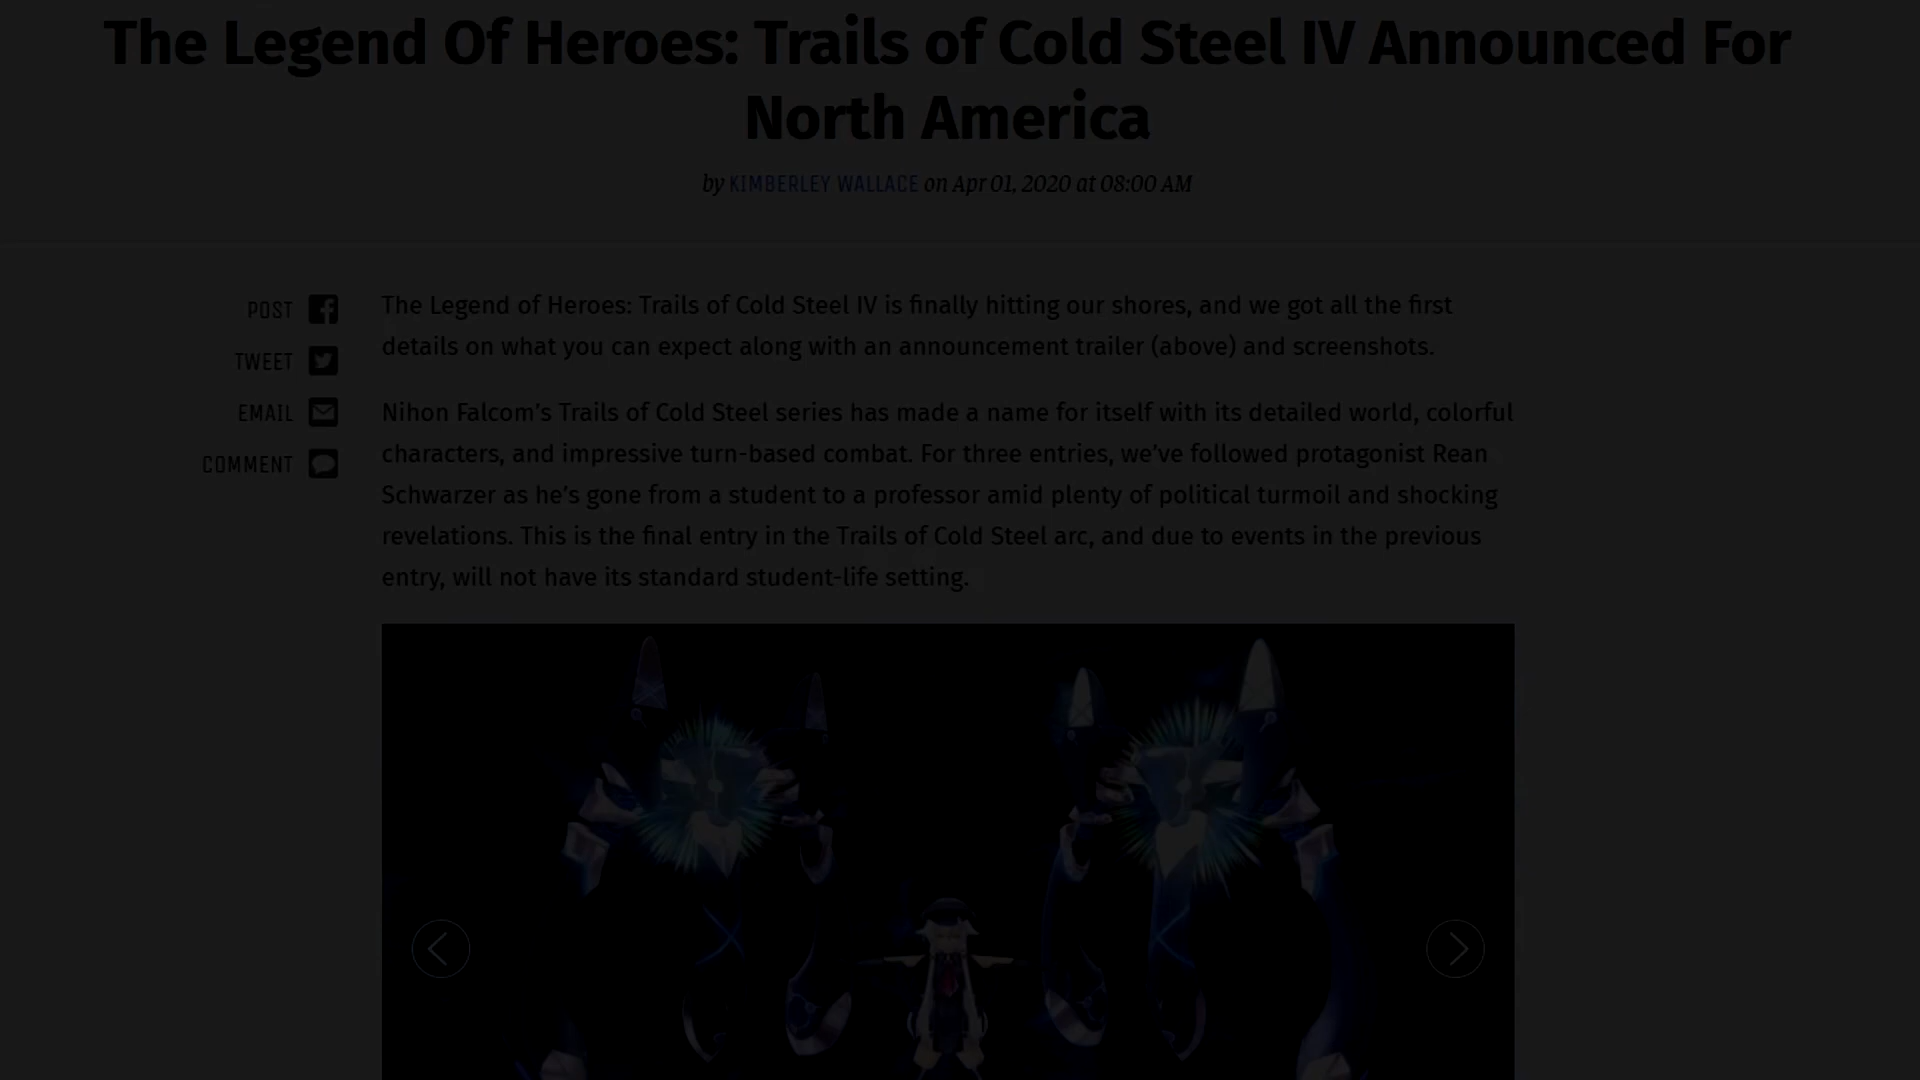 The Legend Of Heroes: Trails of Cold Steel IV Announced For
North America
by KIMBERLEY WALLACE on Apr 01, 2020 at 08:00 AM
POST
TWEET
EMAIL
COMMENT
The Legend of Heroes: Trails of Cold Steel IV is finally hitting our shores, and we got all the first
details on what you can expect along with an announcement trailer (above) and screenshots.
Nihon Falcom’s Trails of Cold Steel series has made a name for itself with its detailed world, colorful
characters, and impressive turn-based combat. For three entries, we’ve followed protagonist Rean
Schwarzer as he’s gone from a student to a professor amid plenty of political turmoil and shocking
revelations. This is the final entry in the Trails of Cold Steel arc, and due to events in the previous
entry, will not have its standard student-life setting.